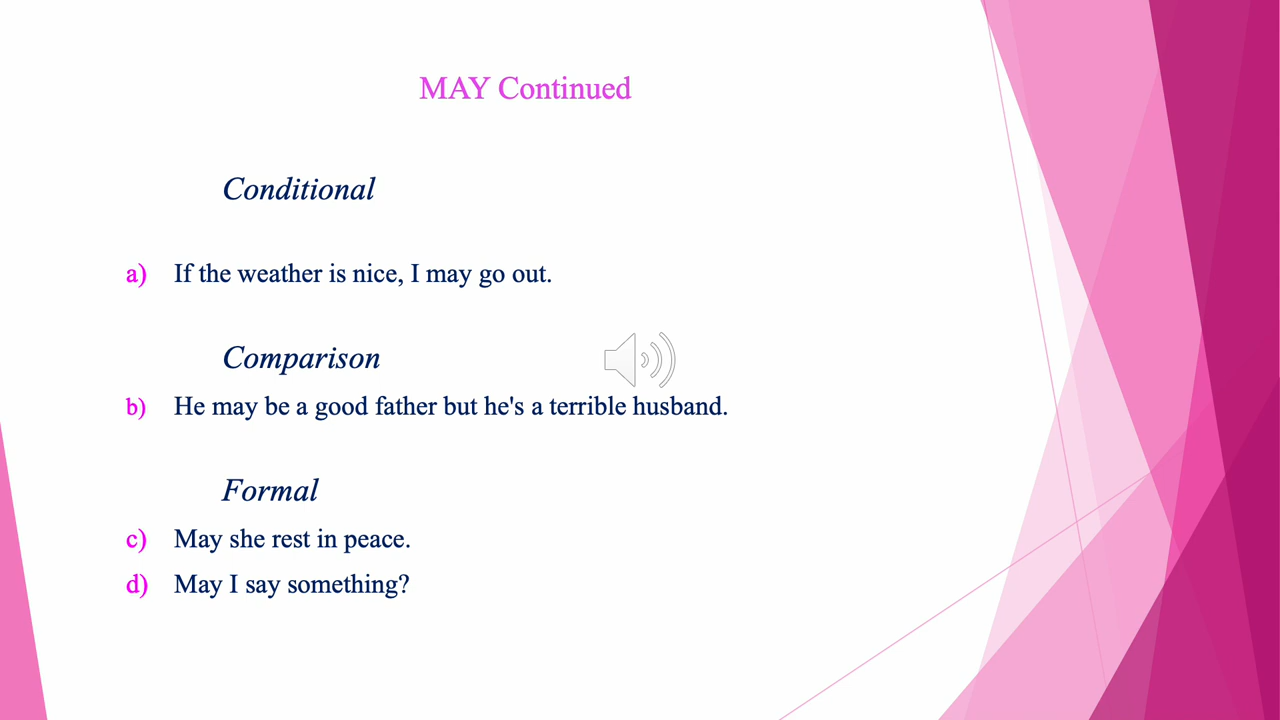 MAY Continued
Conditional
a) If the weather is nice, I may go out.
Comparison
b) He may be a good father but he's a terrible husband.
Formal
c) May she rest in peace.
d) May I say something?